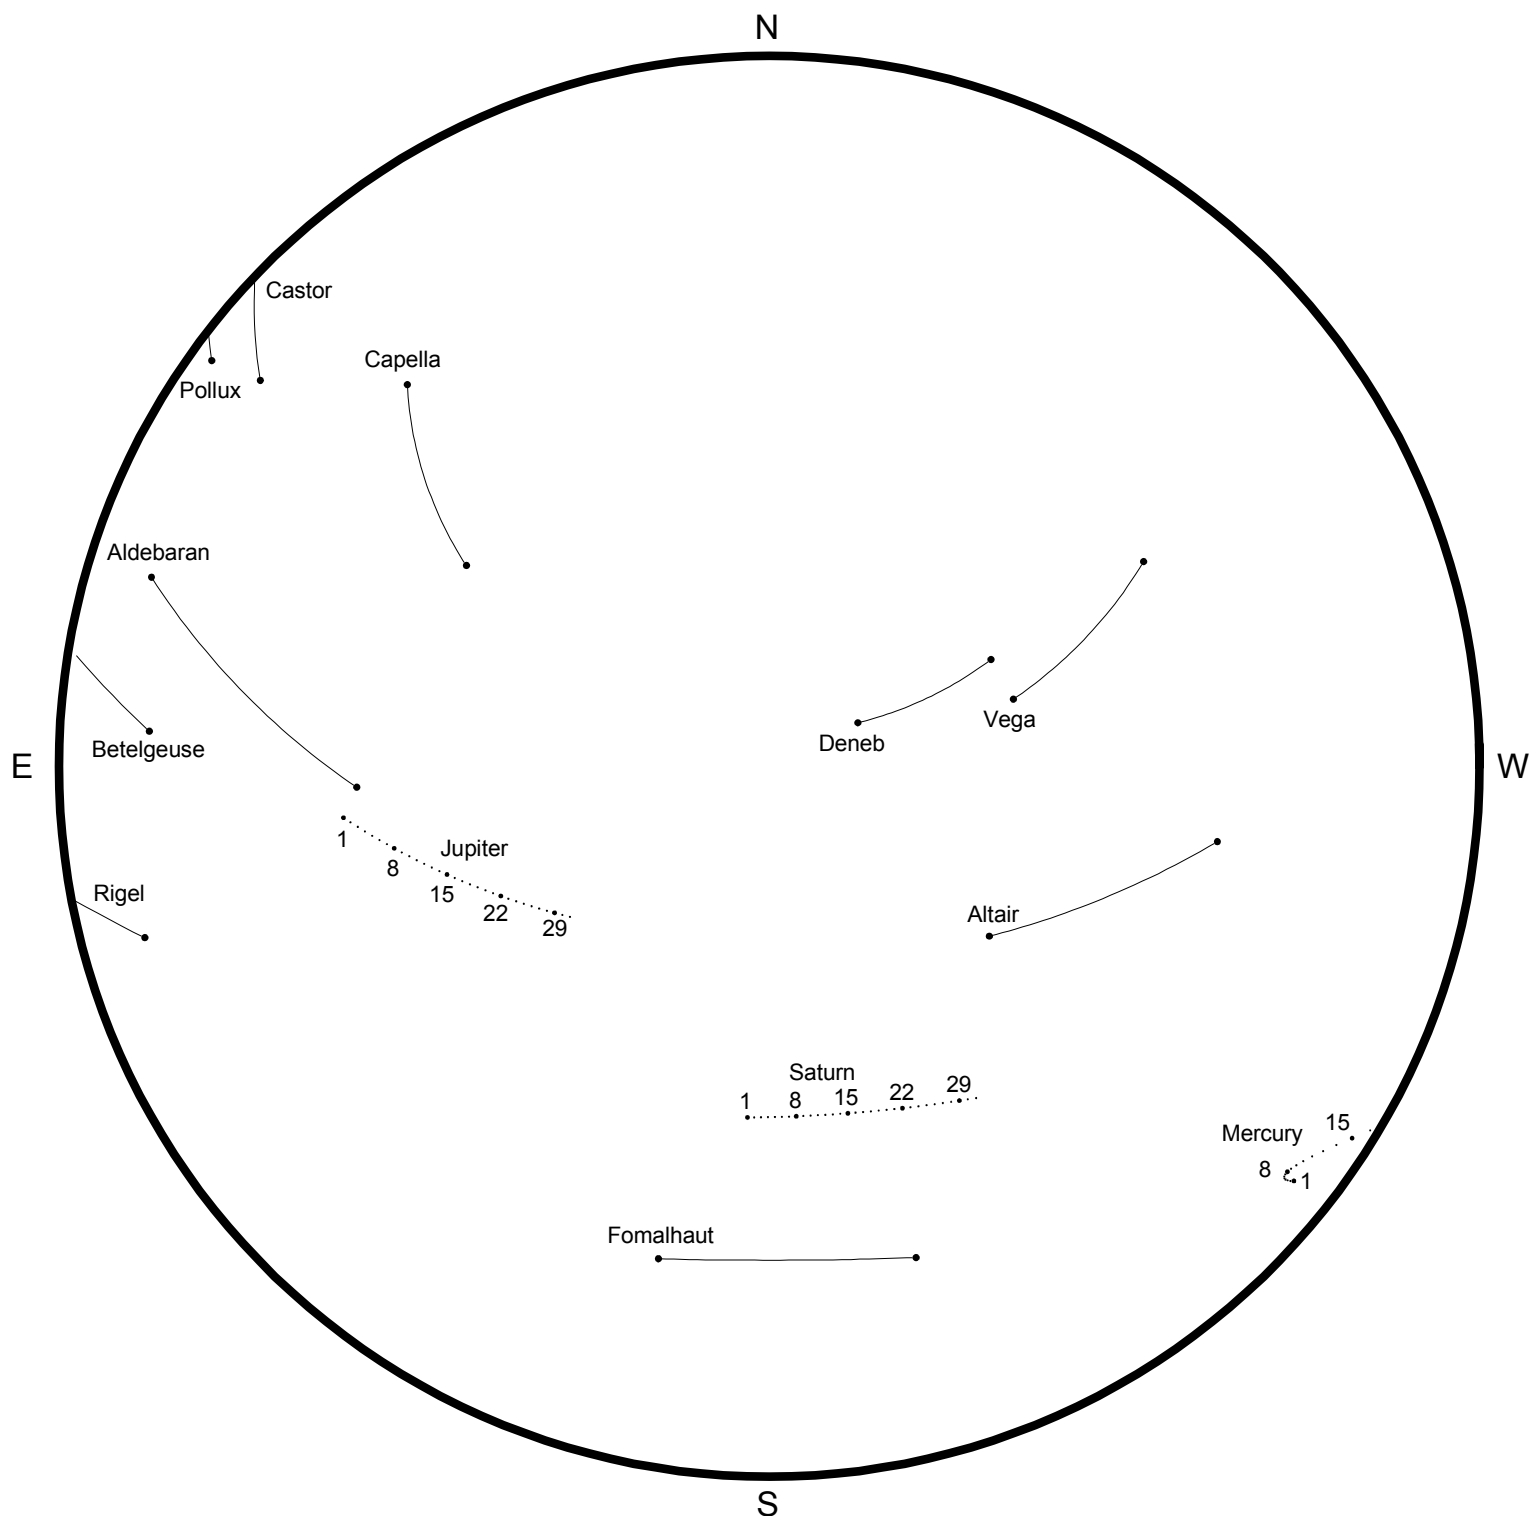 N
Castor
Capella
Pollux
Aldebaran
Vega
Deneb
Betelgeuse
E
W
1
Jupiter
8
15
22
29
Rigel
Altair
Saturn
1
8
15
22
29
Mercury
15
8
1
Fomalhaut
S